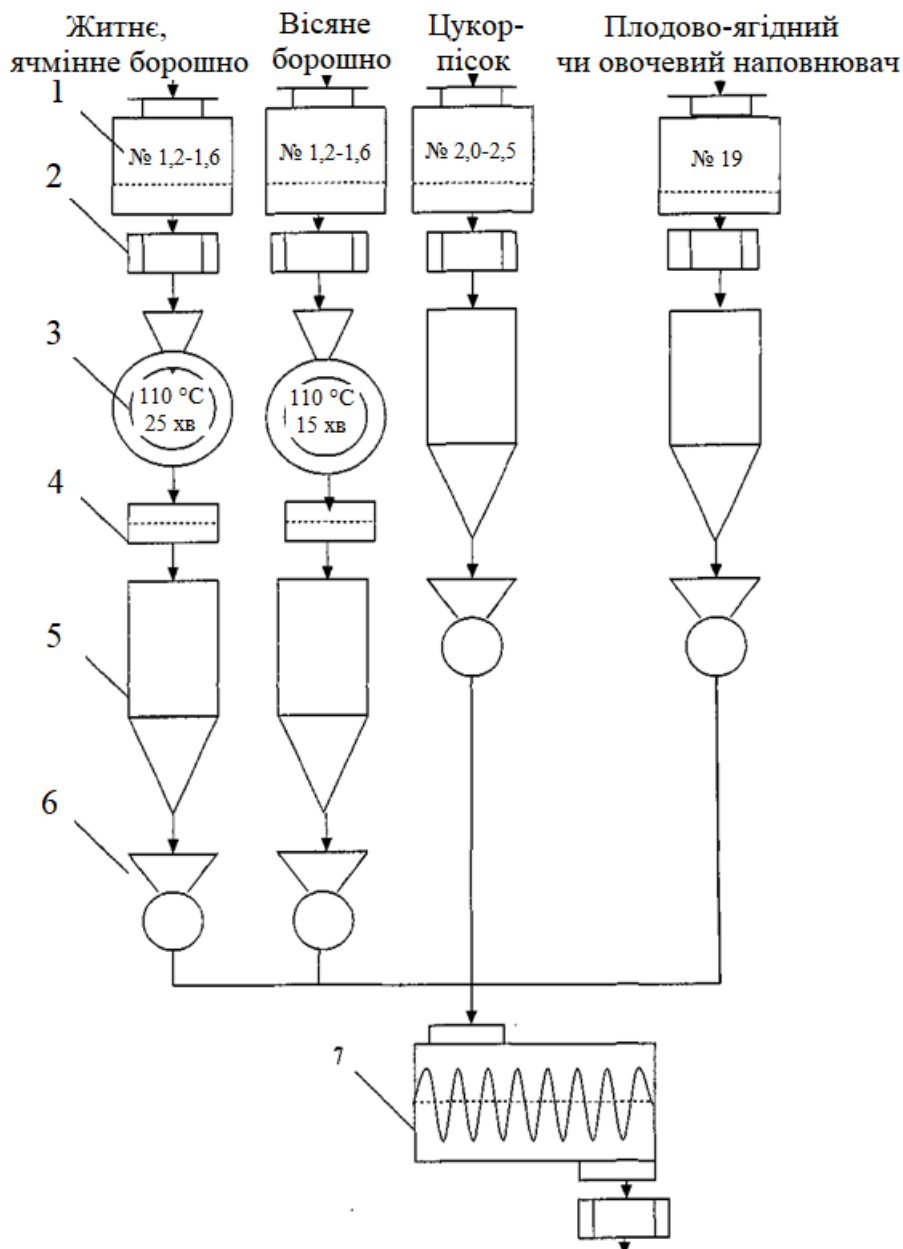 Житнє,
ячмінне борошно
Вісяне
борошно
Цукор-
пісок
Плодово-ягідний
чи овочевий наповнювач
1
№ 1,2-1,6
№ 1,2-1,6
№ 2,0-2,5
№ 19
2
3
110 °C
25 хв
110 °C
15 хв
4
5
6
7